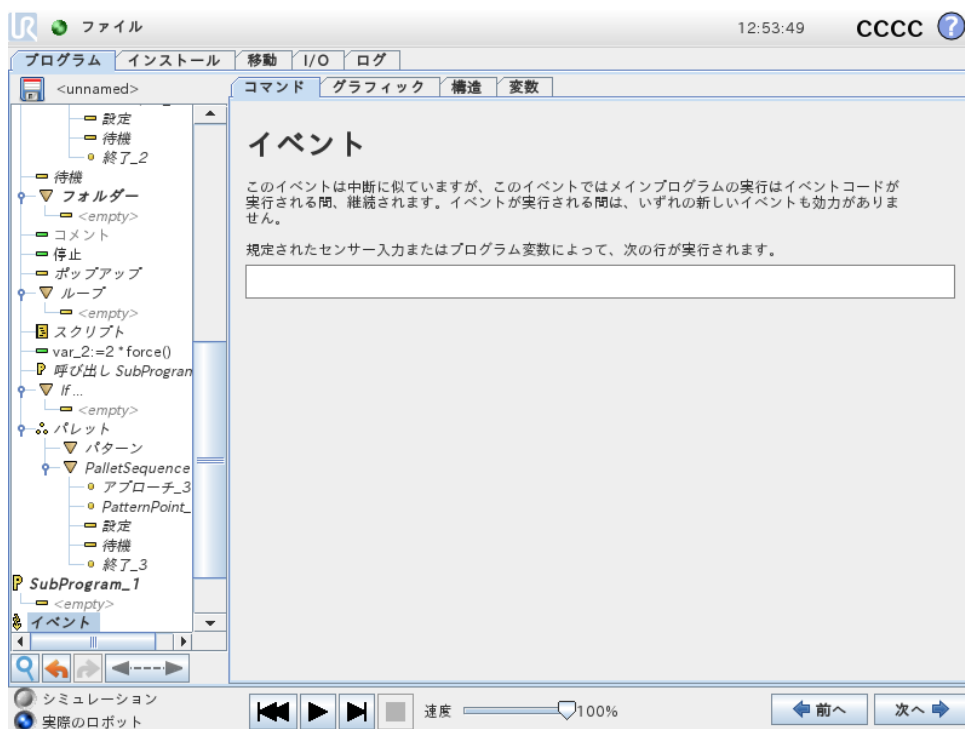 UR ファイル 12:53:49 CCCC ?
プログラム インストール 移動 I/O ログ
<unnamed>
コマンド グラフィック 構造 変数
設定
待機
終了_2
待機
フォルダー
<empty>
コメント
停止
ポップアップ
ループ
<empty>
スクリプト
var_2:=2 * force()
P 呼び出し SubProgran
If ...
<empty>
パレット
パターン
PalletSequence
アプローチ_3
PatternPoint_
設定
待機
終了_3
P SubProgram_1
<empty>
イベント
イベント
このイベントは中断に似ていますが、このイベントではメインプログラムの実行はイベントコードが
実行される間、継続されます。イベントが実行される間は、いずれの新しいイベントも効力がありま
せん。
規定されたセンサー入力またはプログラム変数によって、次の行が実行されます。
シミュレーション
実際のロボット
速度 100%
前へ 次へ